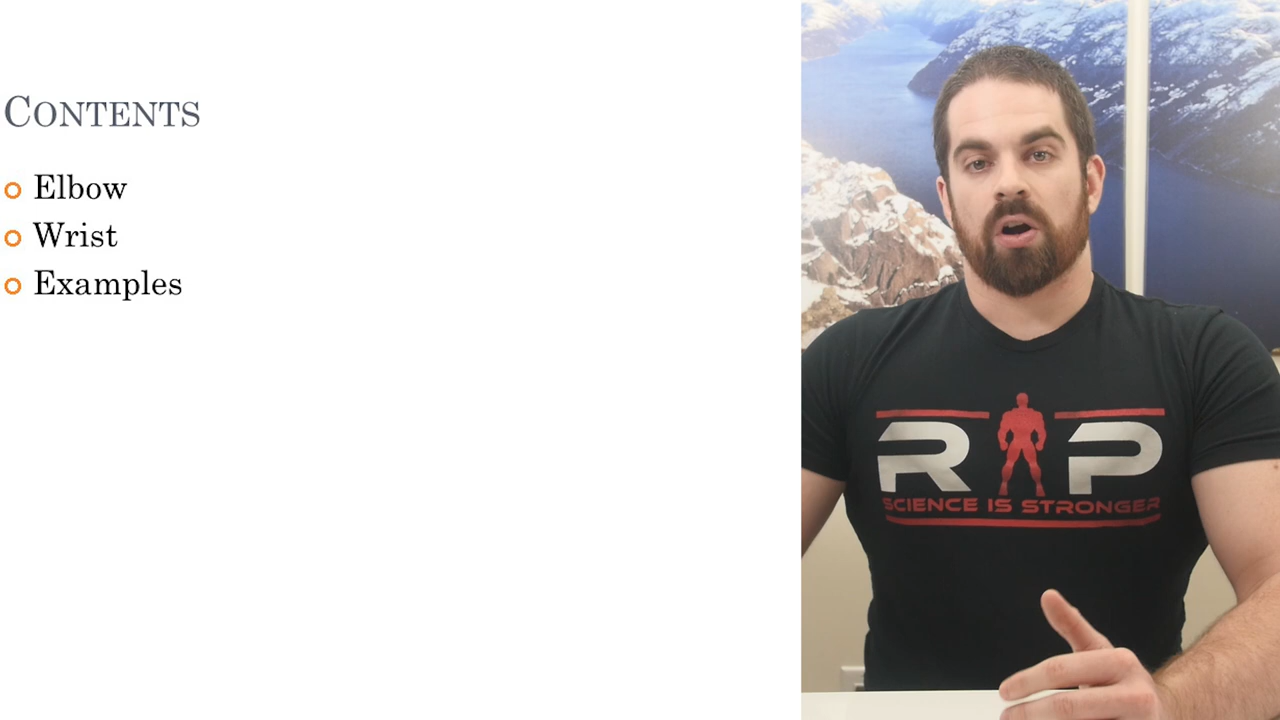 CONTENTS
Elbow
Wrist
Examples
R P
SCIENCE IS STRONGER